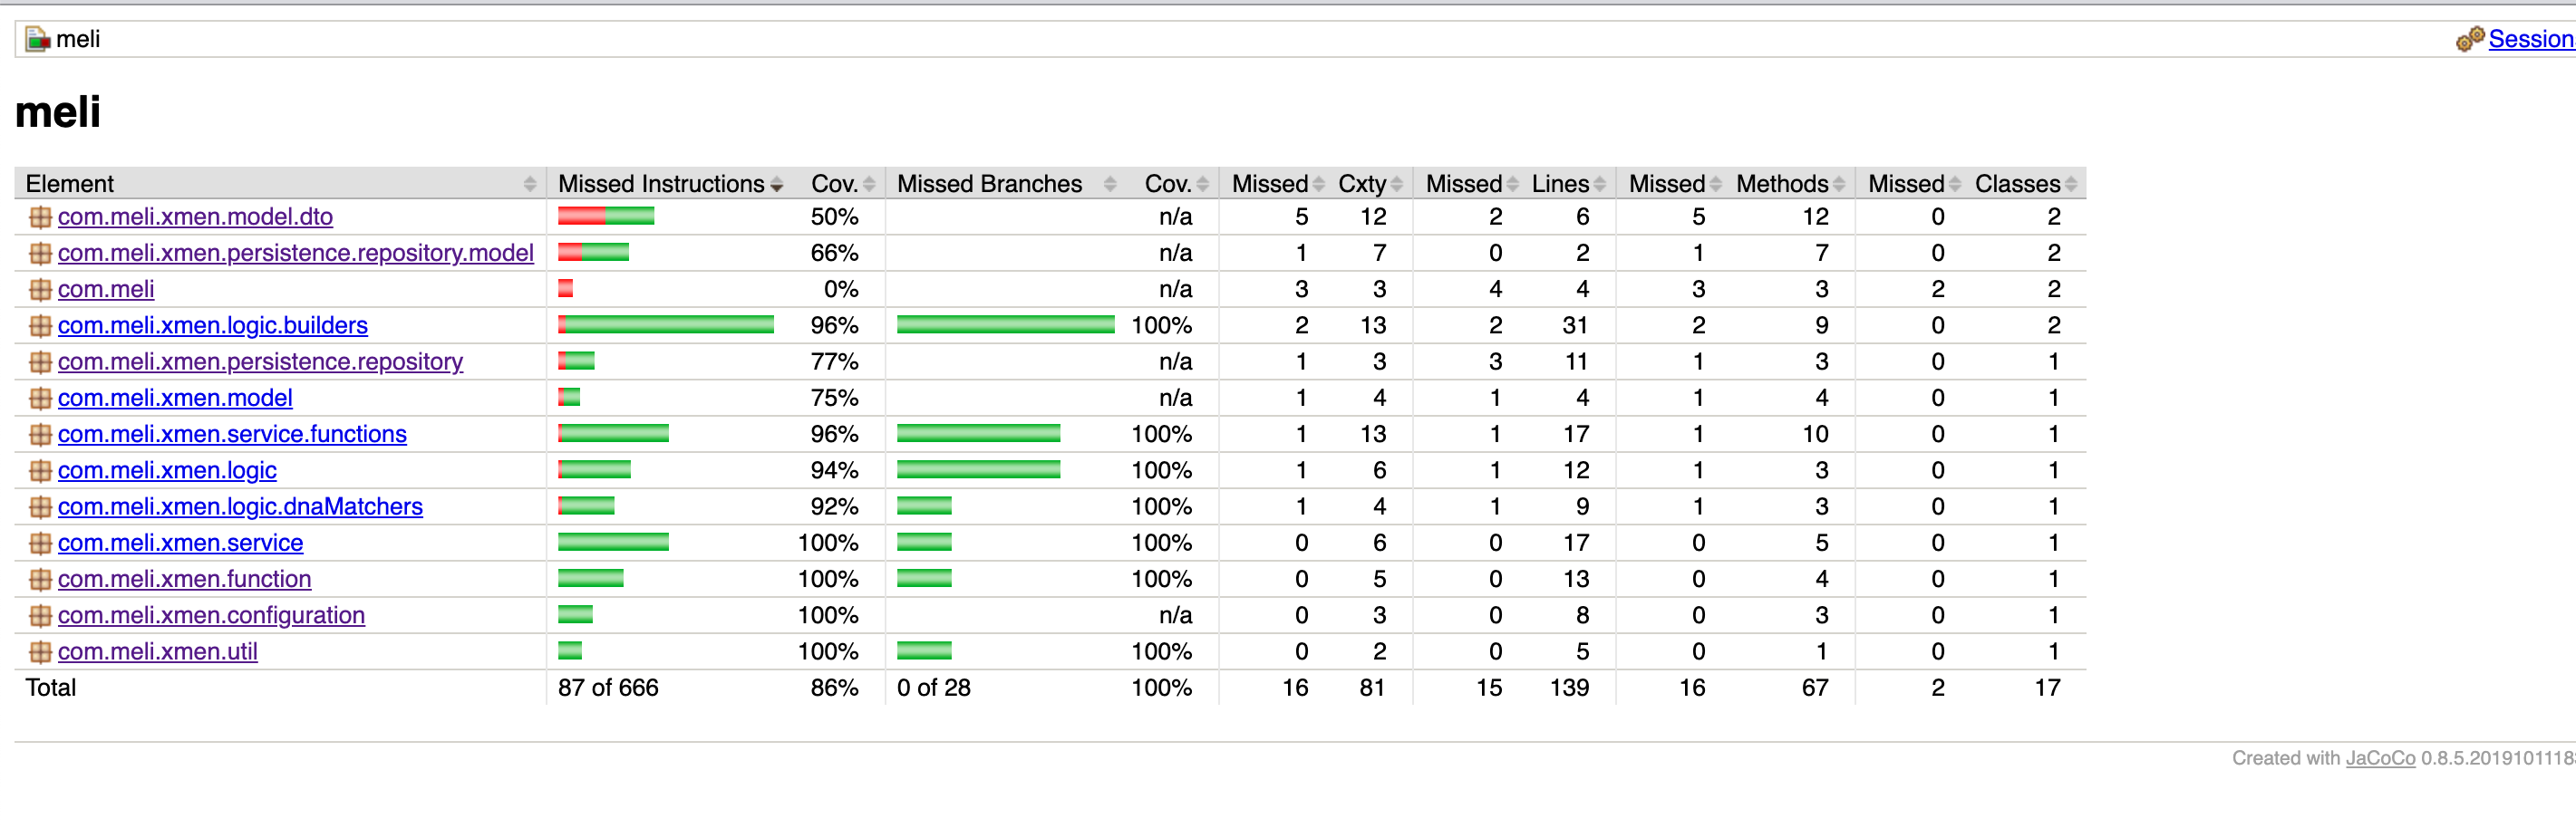 meli Session
meli
Element Missed Instructions Cov. Missed Branches Cov. Missed Cxty Missed Lines Missed Methods Missed Classes
com.meli.xmen.model.dto 50% n/a 5 12 2 6 5 12 0 2
com.meli.xmen.persistence.repository.model 66% n/a 1 7 0 2 1 7 0 2
com.meli 0% n/a 3 3 4 4 3 3 2 2
com.meli.xmen.logic.builders 96% 100% 2 13 2 31 2 9 0 2
com.meli.xmen.persistence.repository 77% n/a 1 3 3 11 1 3 0 1
com.meli.xmen.model 75% n/a 1 4 1 4 1 4 0 1
com.meli.xmen.service.functions 96% 100% 1 13 1 17 1 10 0 1
com.meli.xmen.logic 94% 100% 1 6 1 12 1 3 0 1
com.meli.xmen.logic.dnaMatchers 92% 100% 1 4 1 9 1 3 0 1
com.meli.xmen.service 100% 100% 0 6 0 17 0 5 0 1
com.meli.xmen.function 100% 100% 0 5 0 13 0 4 0 1
com.meli.xmen.configuration 100% n/a 0 3 0 8 0 3 0 1
com.meli.xmen.util 100% 100% 0 2 0 5 0 1 0 1
Total 87 of 666 86% 0 of 28 100% 16 81 15 139 16 67 2 17
Created with JaCoCo 0.8.5.2019101118